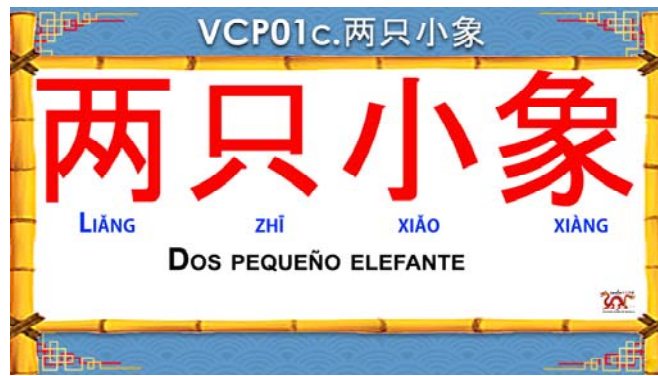 VCP01c.两只小象
两只小象
LIǍNG ZHĪ XIǍO XIÀNG
DOS PEQUEÑO ELEFANTE